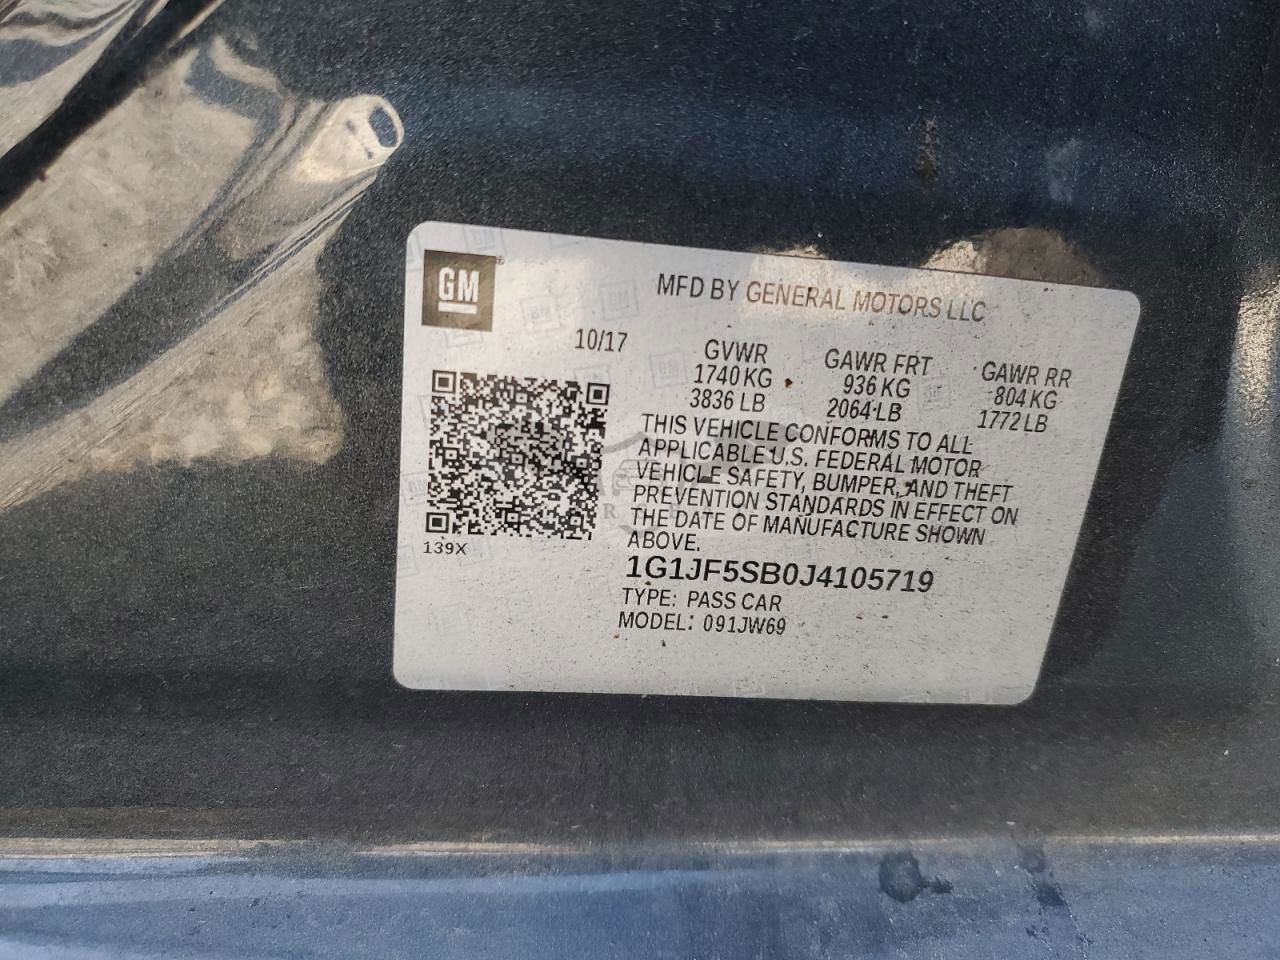 GM
MFD BY GENERAL MOTORS LLC
10/17
GVWR
1740 KG
3836 LB
GAWR FRT
936 KG
2064 LB
GAWR RR
804 KG
1772 LB
THIS VEHICLE CONFORMS TO ALL
APPLICABLE U.S. FEDERAL MOTOR
VEHICLE SAFETY, BUMPER, AND THEFT
PREVENTION STANDARDS IN EFFECT ON
THE DATE OF MANUFACTURE SHOWN
ABOVE.
139X
1G1JF5SB0J4105719
TYPE: PASS CAR
MODEL: 091JW69